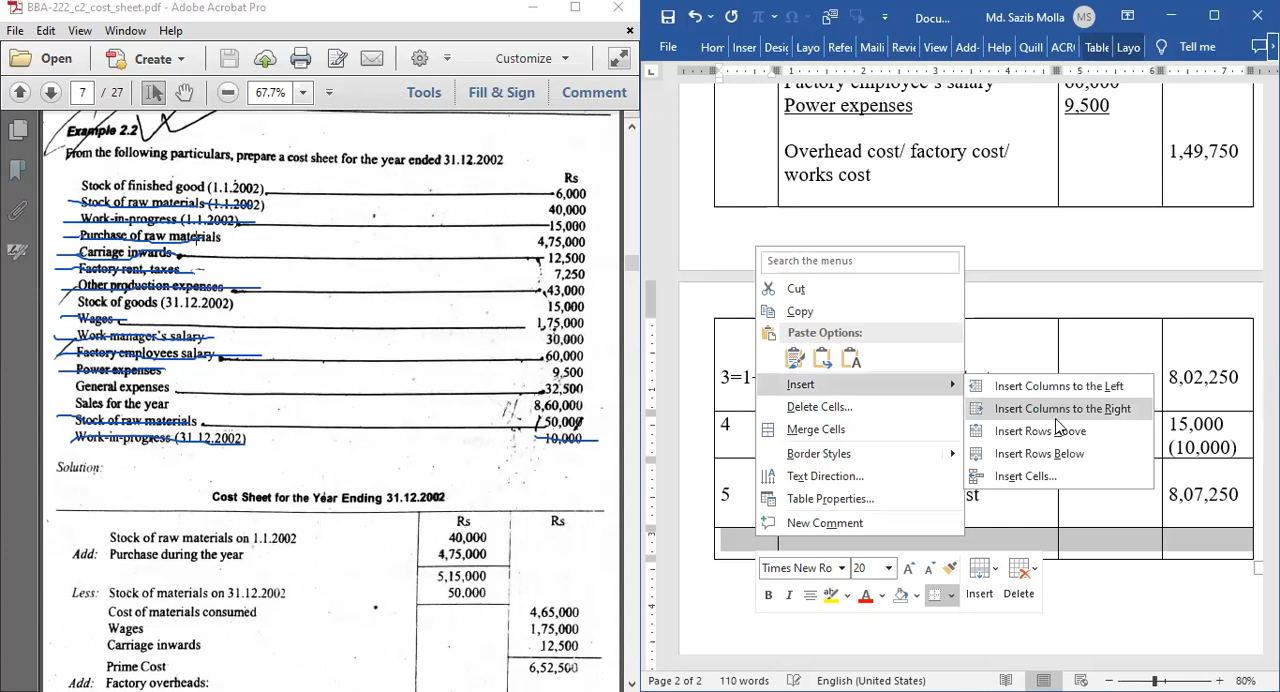 BBA-222_c2_cost_sheet.pdf - Adobe Acrobat Pro
File Edit View Window Help
Open Create Customize
7 / 27 67.7% Tools Fill & Sign Comment
Example 2.2
From the following particulars, prepare a cost sheet for the year ended 31.12.2002
Rs
Stock of finished good (1.1.2002) 6,000
Stock of raw materials (1.1.2002) 40,000
Work-in-progress (1.1.2002) 15,000
Purchase of raw materials 4,75,000
Carriage inwards 12,500
Factory rent, taxes 7,250
Other production expenses 43,000
Stock of goods (31.12.2002) 15,000
Wages 1,75,000
Work manager's salary 30,000
Factory employees salary 60,000
Power expenses 9,500
General expenses 32,500
Sales for the year 8,60,000
Stock of raw materials 50,000
Work-in-progress (31.12.2002) 10,000
Solution:
Cost Sheet for the Year Ending 31.12.2002
Rs Rs
Stock of raw materials on 1.1.2002 40,000
Add: Purchase during the year 4,75,000
5,15,000
Less: Stock of materials on 31.12.2002 50.000
Cost of materials consumed 4,65,000
Wages 1,75,000
Carriage inwards 12,500
Prime Cost 6,52,500
Add: Factory overheads:
Docu... Md. Sazib Molla MS
File Hom Inser Desig Layo Refer Maili Revie View Add- Help Quill ACR Table Layo Tell me
1 2 3 4 5 6 7
Factory employee's salary 60,000
Power expenses 9,500
Overhead cost/ factory cost/ 1,49,750
works cost
3=1 8,02,250
4 15,000
(10,000)
5 st 8,07,250
Search the menus
Cut
Copy
Paste Options:
Insert
Delete Cells...
Merge Cells
Border Styles
Text Direction...
Table Properties...
New Comment
Insert Columns to the Left
Insert Columns to the Right
Insert Rows Above
Insert Rows Below
Insert Cells...
Times New Ro 20 A A
B I A Insert Delete
Page 2 of 2 110 words English (United States) 80%